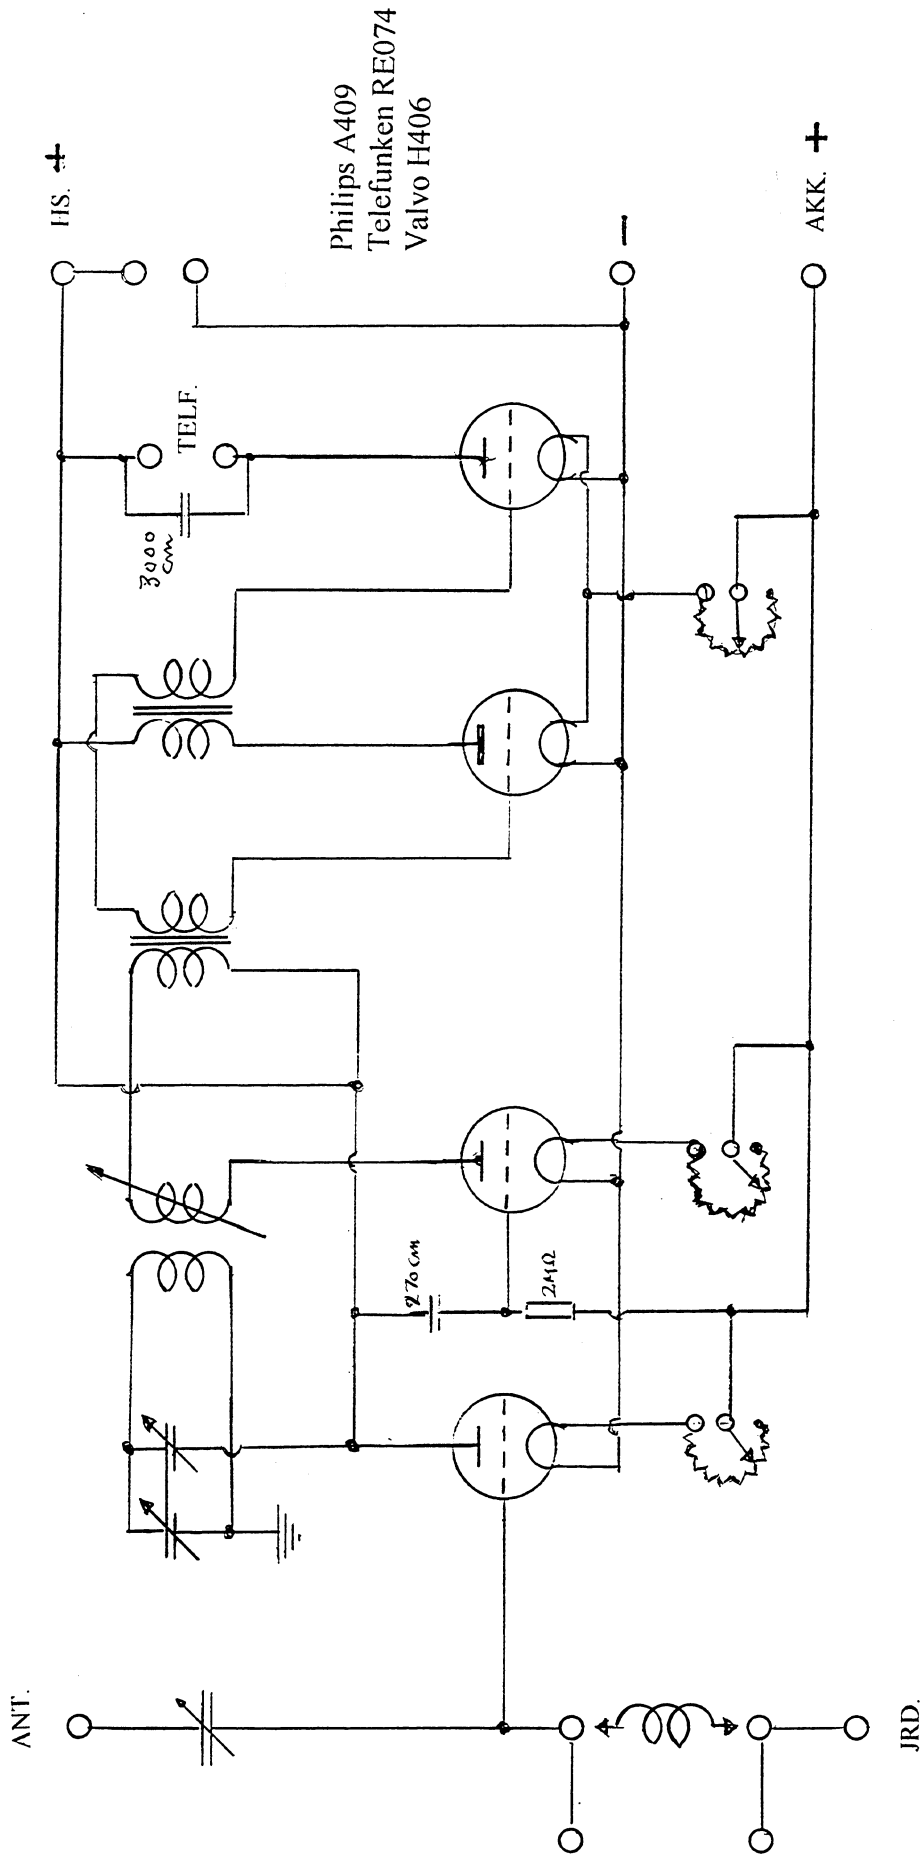 ANT.
HS. +
TELF.
3000
cm
Philips A409
Telefunken RE074
Valvo H406
270 cm
2MΩ
−
AKK. +
JRD.